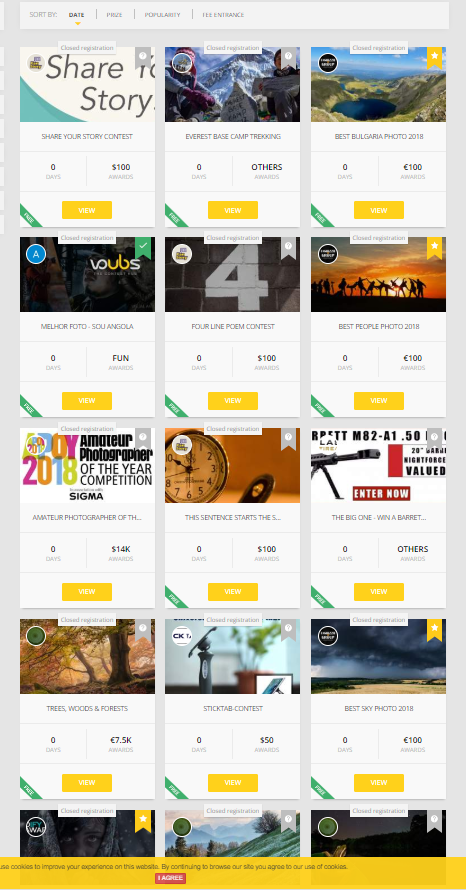 SORT BY: DATE PRIZE POPULARITY FEE ENTRANCE
Closed registration Closed registration Closed registration
Share
Story
SHARE YOUR STORY CONTEST EVEREST BASE CAMP TREKKING BEST BULGARIA PHOTO 2018
0 $100 0 OTHERS 0 €100
DAYS AWARDS DAYS AWARDS DAYS AWARDS
FREE VIEW FREE VIEW FREE VIEW
Closed registration Closed registration Closed registration
A
voubs
4
MELHOR FOTO - SOU ANGOLA FOUR LINE POEM CONTEST BEST PEOPLE PHOTO 2018
0 FUN 0 $100 0 €100
DAYS AWARDS DAYS AWARDS DAYS AWARDS
FREE VIEW FREE VIEW FREE VIEW
Closed registration Closed registration Closed registration
Amateur
Photographer
2018 OF THE YEAR
COMPETITION
SIGMA
RRETT M82-A1 .50
20"
NIGHTFORCE
VALUED
ENTER NOW
AMATEUR PHOTOGRAPHER OF TH... THIS SENTENCE STARTS THE S... THE BIG ONE - WIN A BARRET...
0 $14K 0 $100 0 OTHERS
DAYS AWARDS DAYS AWARDS DAYS AWARDS
VIEW FREE VIEW FREE VIEW
Closed registration Closed registration Closed registration
TREES, WOODS & FORESTS STICKTAB-CONTEST BEST SKY PHOTO 2018
0 €7.5K 0 $50 0 €100
DAYS AWARDS DAYS AWARDS DAYS AWARDS
FREE VIEW FREE VIEW FREE VIEW
Closed registration Closed registration Closed registration
use cookies to improve your experience on this website. By continuing to browse our site you agree to our use of cookies.
I AGREE